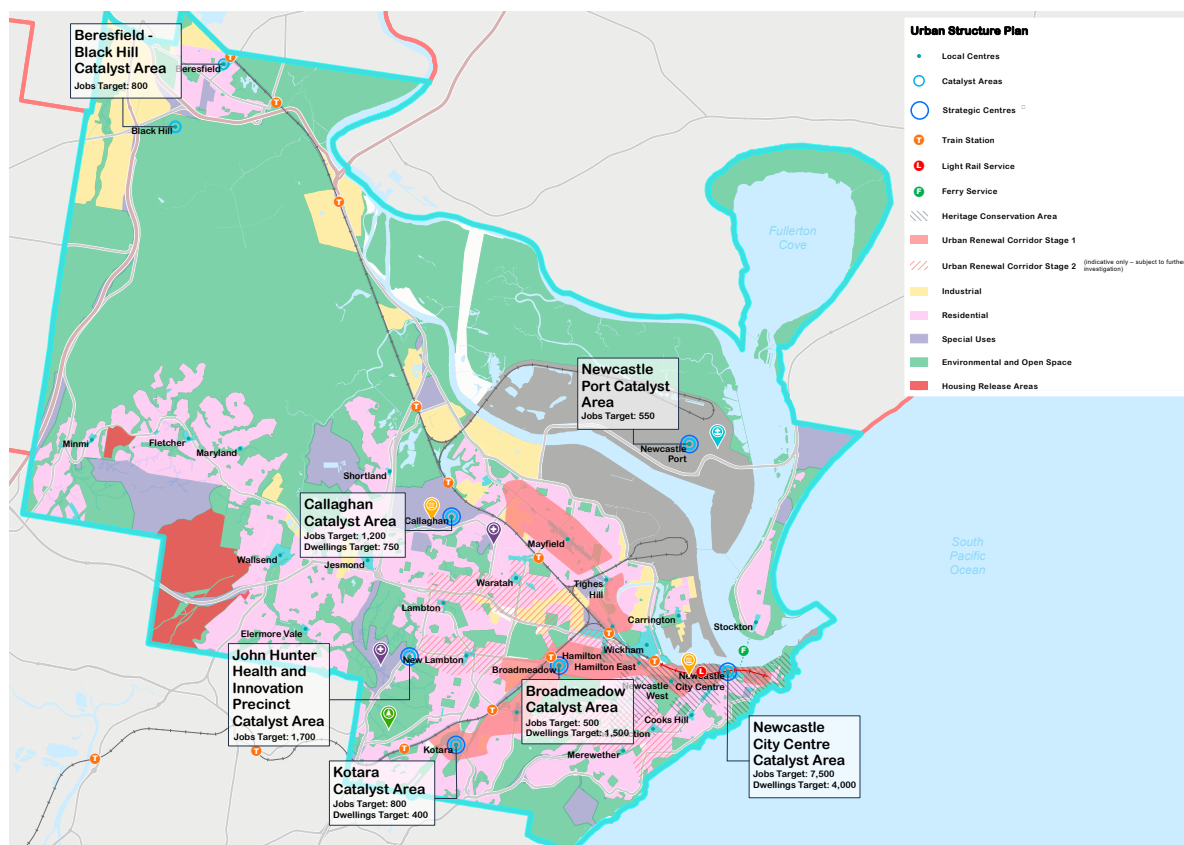 Beresfield -
Black Hill
Catalyst Area
Jobs Target: 800
Beresfield
Black Hill
Urban Structure Plan
Local Centres
Catalyst Areas
Strategic Centres
T Train Station
L Light Rail Service
F Ferry Service
Heritage Conservation Area
Urban Renewal Corridor Stage 1
Urban Renewal Corridor Stage 2 (indicative only – subject to further
investigation)
Industrial
Residential
Special Uses
Environmental and Open Space
Housing Release Areas
Fullerton
Cove
Newcastle
Port Catalyst
Area
Jobs Target: 550
Newcastle
Port
Minmi
Fletcher
Maryland
Shortland
Callaghan
Catalyst Area
Jobs Target: 1,200
Dwellings Target: 750
Callaghan
Mayfield
South
Pacific
Ocean
Wallsend
Jesmond
Waratah
Tighes
Hill
Lambton
Carrington
Stockton
Elermore Vale
Wickham
John Hunter
Health and
Innovation
Precinct
Catalyst Area
Jobs Target: 1,700
New Lambton
Hamilton
Broadmeadow
Hamilton East
Newcastle
City Centre
Newcastle
West
Broadmeadow
Catalyst Area
Jobs Target: 500
Dwellings Target: 1,500
Cooks Hill
Merewether
Newcastle
City Centre
Catalyst Area
Jobs Target: 7,500
Dwellings Target: 4,000
Kotara
Kotara
Catalyst Area
Jobs Target: 800
Dwellings Target: 400
T
T
T
T
T
T
T
T
T
T
T
T
T
L
F